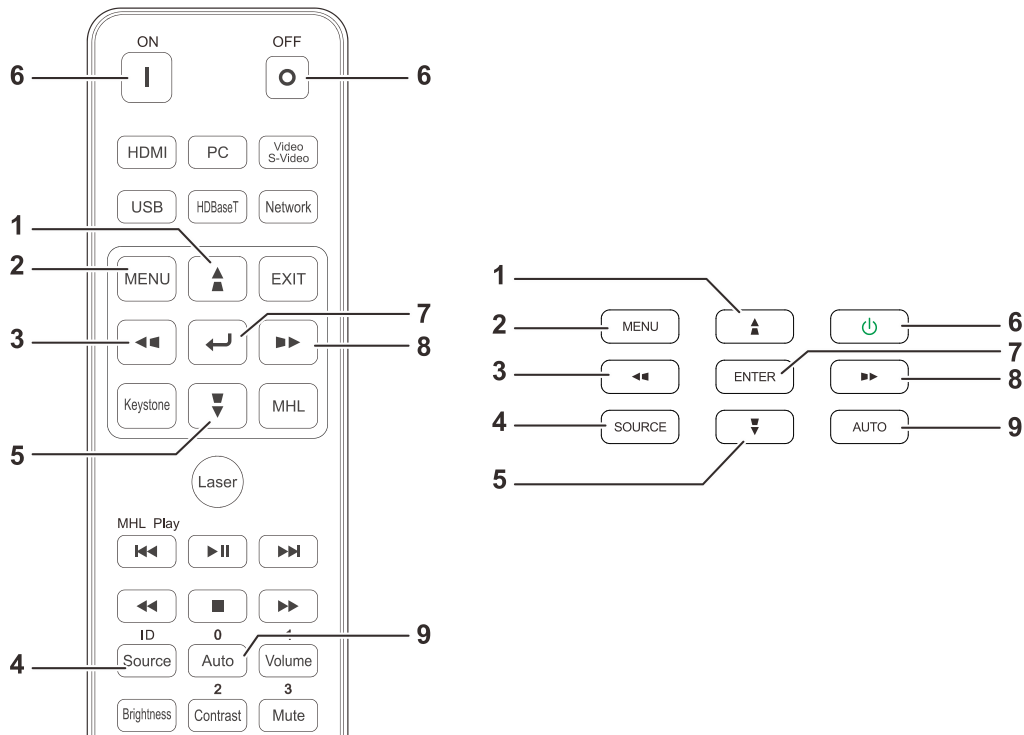 ON OFF
6 6
HDMI PC Video S-Video
USB HDBaseT Network
1
2 MENU EXIT
7
3
8
Keystone MHL
5
Laser
MHL Play
ID 0 1
9
4 Source Auto Volume
2 3
Brightness Contrast Mute
1
2 MENU 6
7
3 ENTER 8
4 SOURCE AUTO 9
5